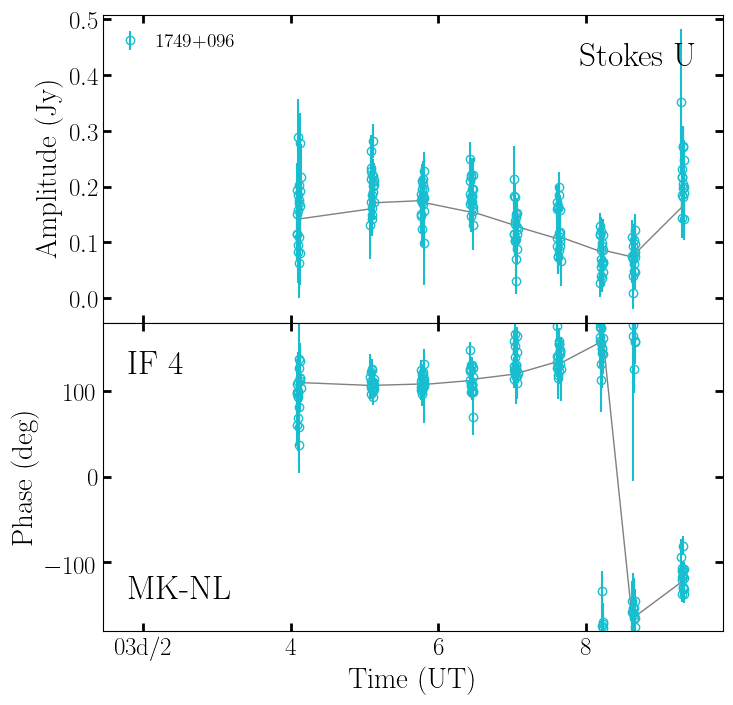 1749+096
Stokes U
0.5
0.4
0.3
0.2
0.1
0.0
Amplitude (Jy)
IF 4
100
0
−100
Phase (deg)
MK-NL
03d/2
4
6
8
Time (UT)